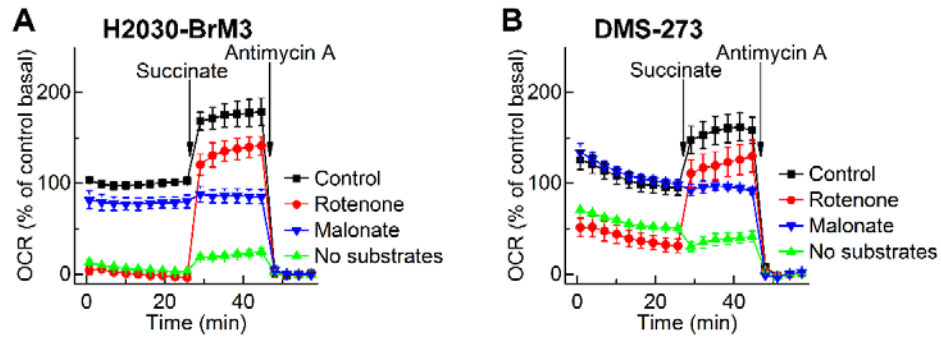 A
H2030-BrM3
Antimycin A
Succinate
200
100
0
OCR (% of control basal)
Control
Rotenone
Malonate
No substrates
0 20 40
Time (min)
B
DMS-273
Antimycin A
Succinate
200
100
0
OCR (% of control basal)
Control
Rotenone
Malonate
No substrates
0 20 40
Time (min)